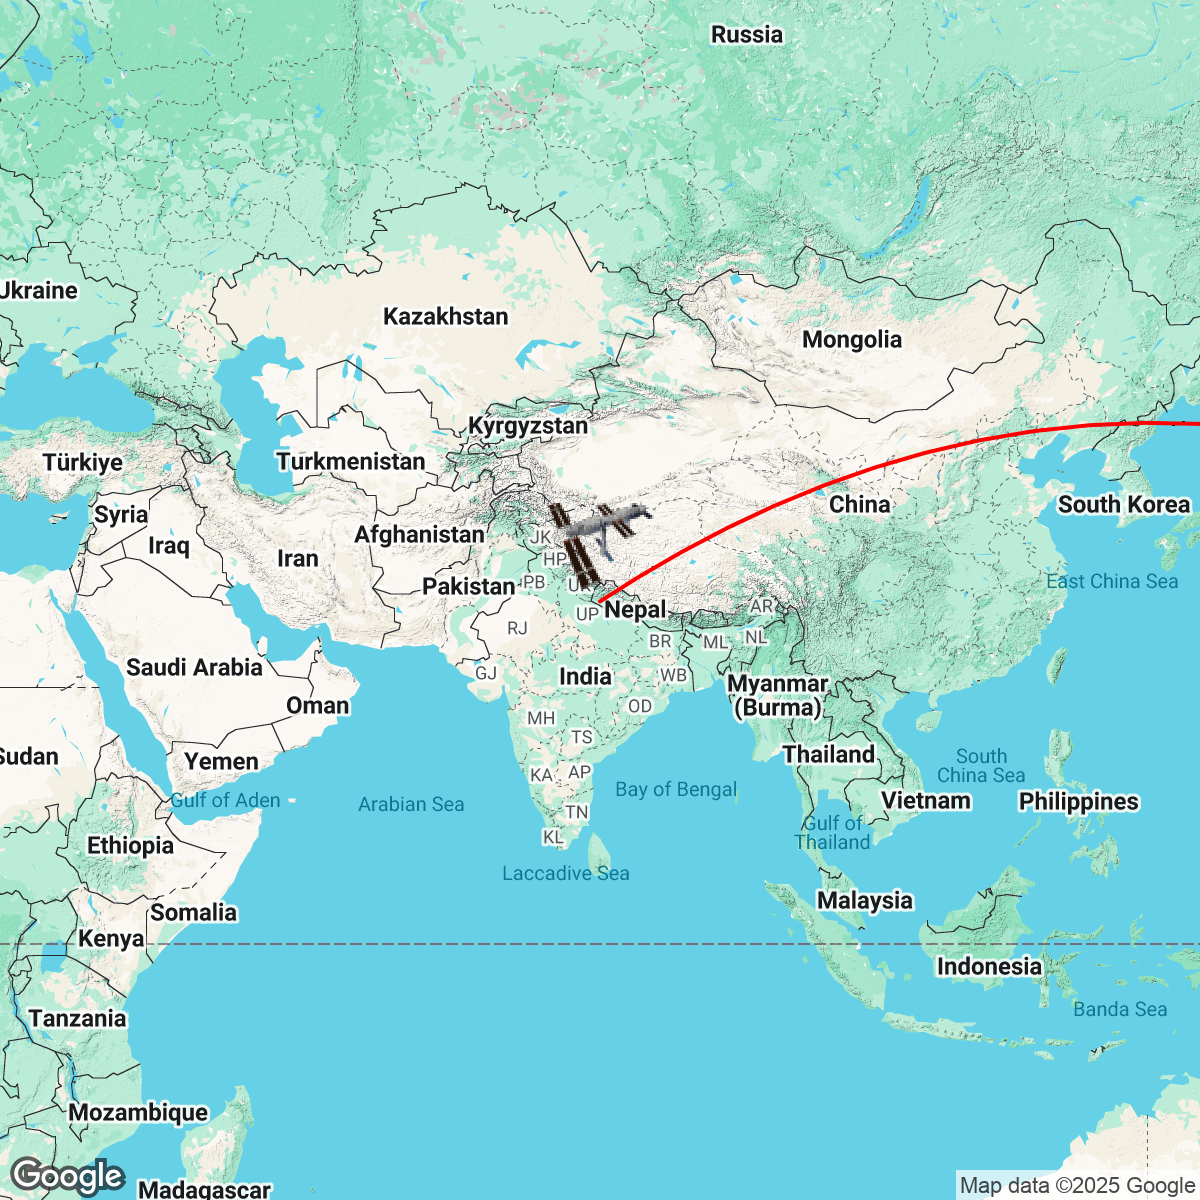 Russia
Ukraine
Kazakhstan
Mongolia
Kyrgyzstan
Türkiye
Turkmenistan
Syria
China
South Korea
Afghanistan
JK
Iraq
Iran
HP
East China Sea
Pakistan
PB
U
Nepal
AR
UP
RJ
BR
ML
NL
Saudi Arabia
GJ
India
WB
Myanmar
(Burma)
Oman
OD
MH
TS
Sudan
Yemen
Thailand
South
China Sea
KA
AP
Bay of Bengal
Gulf of Aden
Arabian Sea
Vietnam
Philippines
TN
Gulf of
Thailand
Ethiopia
KL
Laccadive Sea
Malaysia
Somalia
Kenya
Indonesia
Tanzania
Banda Sea
Mozambique
Google
Madagascar
Map data ©2025 Google